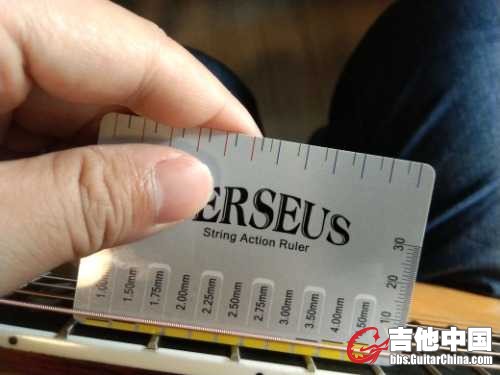 ERSEUS
String Action Ruler
1.50mm
1.75mm
2.00mm
2.25mm
2.50mm
2.75mm
3.00mm
3.50mm
4.00mm
30
20
10
吉他中国
bbs.GuitarChina.com